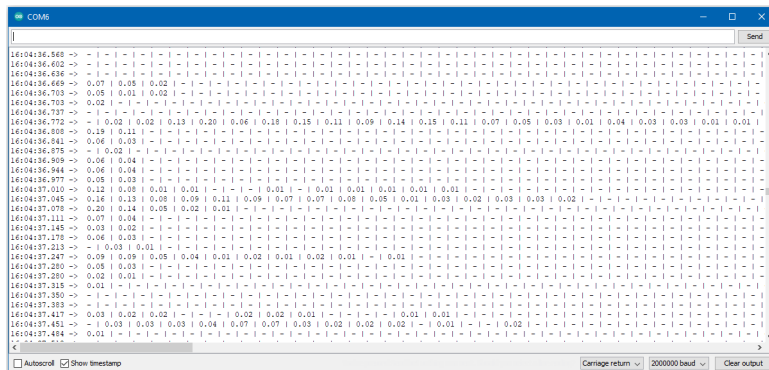 COM6
Send
16:04:36.568 -> - | - | - | - | - | - | - | - | - | - | - | - | - | - | - | - | - | - | - | - | - | - | - | - | - | - | - | - | - | - | - | - | - | - | - | - | -
16:04:36.602 -> - | - | - | - | - | - | - | - | - | - | - | - | - | - | - | - | - | - | - | - | - | - | - | - | - | - | - | - | - | - | - | - | - | - | - | - | -
16:04:36.636 -> - | - | - | - | - | - | - | - | - | - | - | - | - | - | - | - | - | - | - | - | - | - | - | - | - | - | - | - | - | - | - | - | - | - | - | - | -
16:04:36.669 -> 0.07 | 0.05 | 0.02 | - | - | - | - | - | - | - | - | - | - | - | - | - | - | - | - | - | - | - | - | - | - | - | - | - | - | - | - | - | - | - | -
16:04:36.703 -> 0.05 | 0.01 | 0.02 | - | - | - | - | - | - | - | - | - | - | - | - | - | - | - | - | - | - | - | - | - | - | - | - | - | - | - | - | - | - | - | -
16:04:36.703 -> 0.02 | - | - | - | - | - | - | - | - | - | - | - | - | - | - | - | - | - | - | - | - | - | - | - | - | - | - | - | - | - | - | - | - | - | - | -
16:04:36.737 -> - | - | - | - | - | - | - | - | - | - | - | - | - | - | - | - | - | - | - | - | - | - | - | - | - | - | - | - | - | - | - | - | - | - | - | - | -
16:04:36.772 -> - | 0.02 | 0.02 | 0.13 | 0.20 | 0.06 | 0.18 | 0.15 | 0.11 | 0.09 | 0.14 | 0.15 | 0.11 | 0.07 | 0.05 | 0.03 | 0.01 | 0.04 | 0.03 | 0.03 | 0.01 | 0.01 |
16:04:36.808 -> 0.19 | 0.11 | - | - | - | - | - | - | - | - | - | - | - | - | - | - | - | - | - | - | - | - | - | - | - | - | - | - | - | - | - | - | - | - | -
16:04:36.841 -> 0.06 | 0.03 | - | - | - | - | - | - | - | - | - | - | - | - | - | - | - | - | - | - | - | - | - | - | - | - | - | - | - | - | - | - | - | - | -
16:04:36.875 -> - | 0.02 | - | - | - | - | - | - | - | - | - | - | - | - | - | - | - | - | - | - | - | - | - | - | - | - | - | - | - | - | - | - | - | - | - | -
16:04:36.909 -> 0.06 | 0.04 | - | - | - | - | - | - | - | - | - | - | - | - | - | - | - | - | - | - | - | - | - | - | - | - | - | - | - | - | - | - | - | - | -
16:04:36.944 -> 0.06 | 0.04 | - | - | - | - | - | - | - | - | - | - | - | - | - | - | - | - | - | - | - | - | - | - | - | - | - | - | - | - | - | - | - | - | -
16:04:36.977 -> 0.05 | 0.03 | - | - | - | - | - | - | - | - | - | - | - | - | - | - | - | - | - | - | - | - | - | - | - | - | - | - | - | - | - | - | - | - | -
16:04:37.010 -> 0.12 | 0.08 | 0.01 | 0.01 | - | - | - | 0.01 | - | 0.01 | 0.01 | 0.01 | 0.01 | 0.01 | - | - | - | - | - | - | - | - | - | - | - | - | - | - | - | -
16:04:37.045 -> 0.16 | 0.13 | 0.08 | 0.09 | 0.11 | 0.09 | 0.07 | 0.07 | 0.08 | 0.05 | 0.01 | 0.03 | 0.02 | 0.03 | 0.03 | 0.02 | - | - | - | - | - | - | - | - | -
16:04:37.078 -> 0.20 | 0.14 | 0.05 | 0.02 | 0.01 | - | - | - | - | - | - | - | - | - | - | - | - | - | - | - | - | - | - | - | - | - | - | - | - | - | - | - | -
16:04:37.111 -> 0.07 | 0.04 | - | - | - | - | - | - | - | - | - | - | - | - | - | - | - | - | - | - | - | - | - | - | - | - | - | - | - | - | - | - | - | - | -
16:04:37.145 -> 0.03 | 0.02 | - | - | - | - | - | - | - | - | - | - | - | - | - | - | - | - | - | - | - | - | - | - | - | - | - | - | - | - | - | - | - | - | -
16:04:37.178 -> 0.06 | 0.03 | - | - | - | - | - | - | - | - | - | - | - | - | - | - | - | - | - | - | - | - | - | - | - | - | - | - | - | - | - | - | - | - | -
16:04:37.213 -> - | 0.03 | 0.01 | - | - | - | - | - | - | - | - | - | - | - | - | - | - | - | - | - | - | - | - | - | - | - | - | - | - | - | - | - | - | - | -
16:04:37.247 -> 0.09 | 0.09 | 0.05 | 0.04 | 0.01 | 0.02 | 0.01 | 0.02 | 0.01 | - | 0.01 | - | - | - | - | - | - | - | - | - | - | - | - | - | - | - | - | - | -
16:04:37.280 -> 0.05 | 0.03 | - | - | - | - | - | - | - | - | - | - | - | - | - | - | - | - | - | - | - | - | - | - | - | - | - | - | - | - | - | - | - | - | -
16:04:37.280 -> 0.02 | 0.01 | - | - | - | - | - | - | - | - | - | - | - | - | - | - | - | - | - | - | - | - | - | - | - | - | - | - | - | - | - | - | - | - | -
16:04:37.315 -> 0.01 | - | - | - | - | - | - | - | - | - | - | - | - | - | - | - | - | - | - | - | - | - | - | - | - | - | - | - | - | - | - | - | - | - | - | -
16:04:37.350 -> - | - | - | - | - | - | - | - | - | - | - | - | - | - | - | - | - | - | - | - | - | - | - | - | - | - | - | - | - | - | - | - | - | - | - | - | -
16:04:37.383 -> - | - | - | - | - | - | - | - | - | - | - | - | - | - | - | - | - | - | - | - | - | - | - | - | - | - | - | - | - | - | - | - | - | - | - | - | -
16:04:37.417 -> 0.03 | 0.02 | 0.02 | - | - | - | 0.02 | 0.02 | 0.01 | - | - | - | - | 0.01 | 0.01 | - | - | - | - | - | - | - | - | - | - | - | - | - | - | - | -
16:04:37.451 -> - | 0.03 | 0.03 | 0.03 | 0.04 | 0.07 | 0.07 | 0.03 | 0.02 | 0.02 | 0.02 | - | 0.01 | - | - | 0.02 | - | - | - | - | - | - | - | - | - | - | - | -
16:04:37.484 -> 0.01 | - | - | - | - | - | - | - | - | - | - | - | - | - | - | - | - | - | - | - | - | - | - | - | - | - | - | - | - | - | - | - | - | - | - | -
Autoscroll Show timestamp Carriage return 2000000 baud Clear output